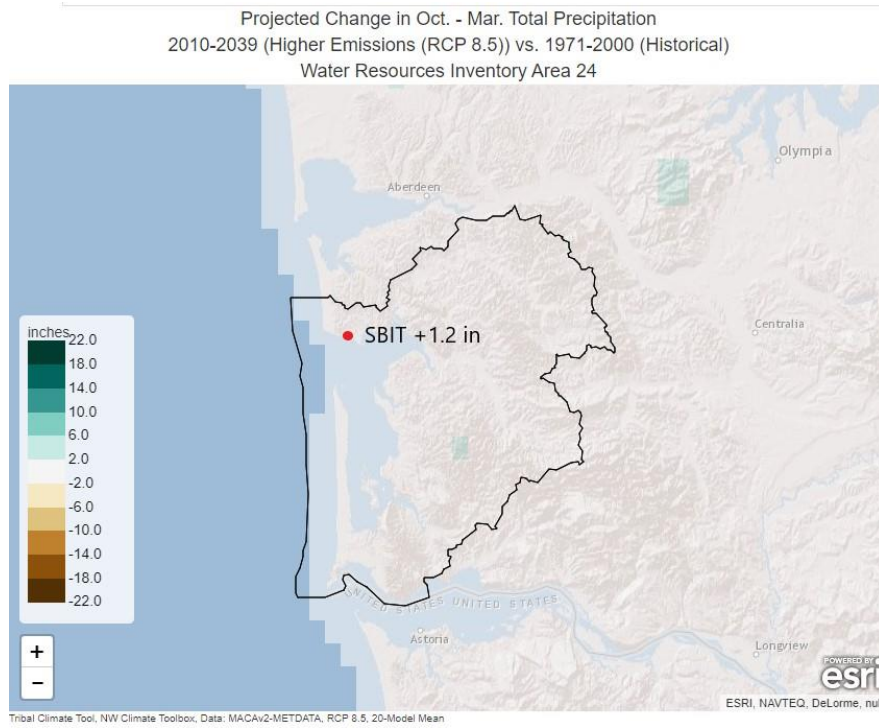 Projected Change in Oct. - Mar. Total Precipitation
2010-2039 (Higher Emissions (RCP 8.5)) vs. 1971-2000 (Historical)
Water Resources Inventory Area 24
Olympia
Aberdeen
Centralia
SBIT +1.2 in
inches
22.0
18.0
14.0
10.0
6.0
2.0
-2.0
-6.0
-10.0
-14.0
-18.0
-22.0
UNITED STATES UNITED STATES
Astoria
Longview
+
−
POWERED BY
esri
ESRI, NAVTEQ, DeLorme, nul
Tribal Climate Tool, NW Climate Toolbox, Data: MACAv2-METDATA, RCP 8.5, 20-Model Mean